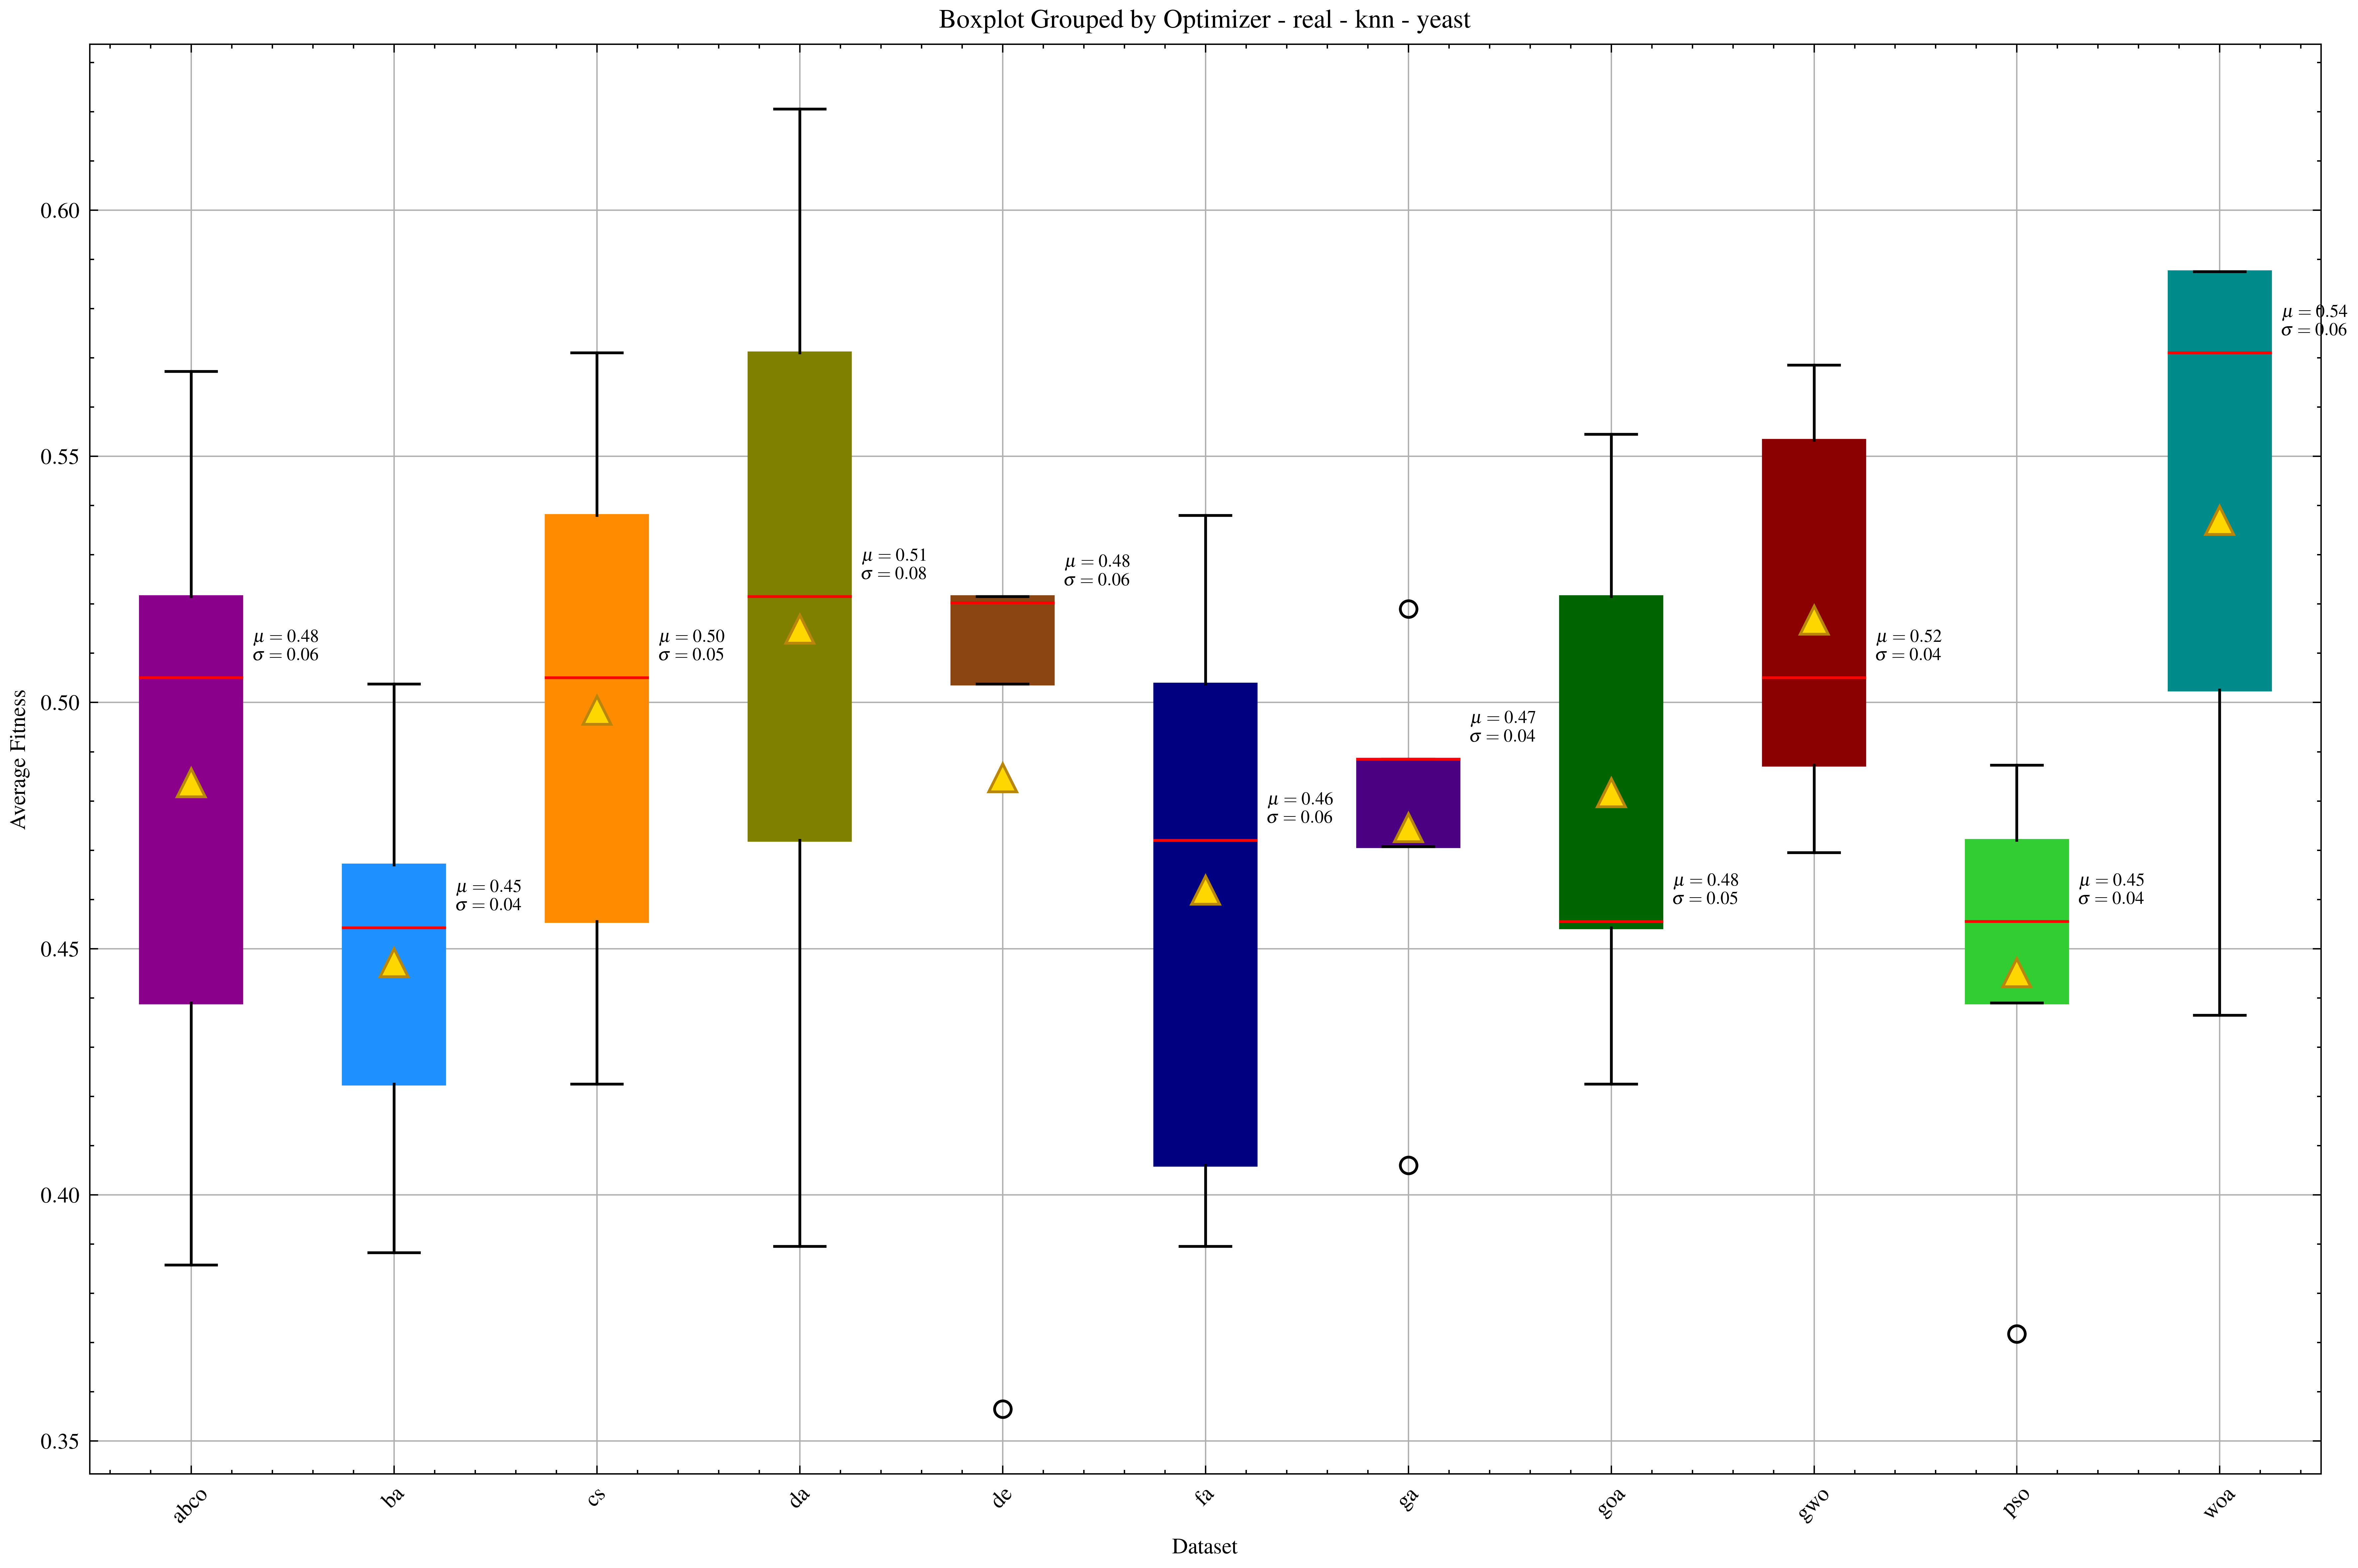 Boxplot Grouped by Optimizer - real - knn - yeast
Average Fitness
0.60
0.55
0.50
0.45
0.40
0.35
μ = 0.48
σ = 0.06
μ = 0.45
σ = 0.04
μ = 0.50
σ = 0.05
μ = 0.51
σ = 0.08
μ = 0.48
σ = 0.06
μ = 0.46
σ = 0.06
μ = 0.47
σ = 0.04
μ = 0.48
σ = 0.05
μ = 0.52
σ = 0.04
μ = 0.45
σ = 0.04
μ = 0.54
σ = 0.06
abco
ba
cs
da
de
fa
ga
goa
gwo
pso
woa
Dataset